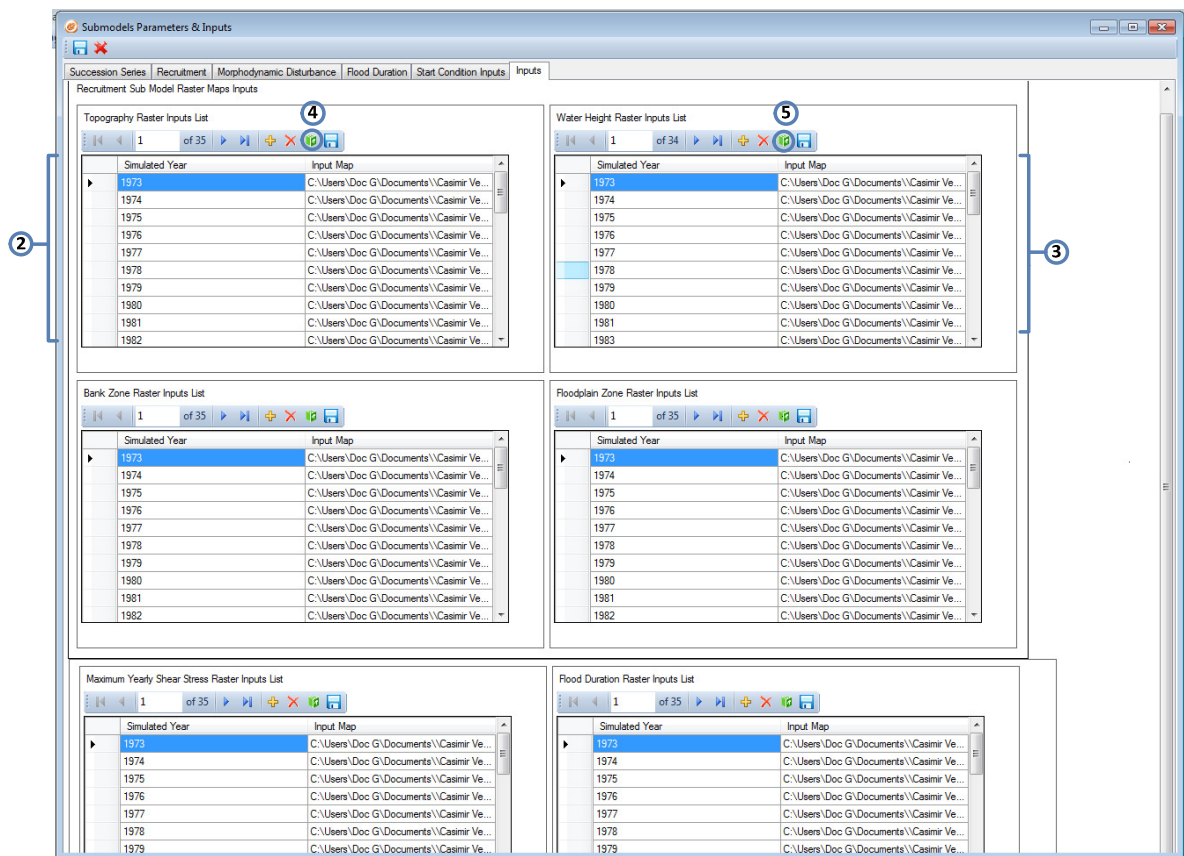 Submodels Parameters & Inputs
Succession Series Recruitment Morphodynamic Disturbance Flood Duration Start Condition Inputs Inputs
Recruitment Sub Model Raster Maps Inputs
4
5
Topography Raster Inputs List
1 of 35
Simulated Year Input Map
1973 C:\Users\Doc G\Documents\\Casimir Ve...
1974 C:\Users\Doc G\Documents\\Casimir Ve...
1975 C:\Users\Doc G\Documents\\Casimir Ve...
1976 C:\Users\Doc G\Documents\\Casimir Ve...
1977 C:\Users\Doc G\Documents\\Casimir Ve...
1978 C:\Users\Doc G\Documents\\Casimir Ve...
1979 C:\Users\Doc G\Documents\\Casimir Ve...
1980 C:\Users\Doc G\Documents\\Casimir Ve...
1981 C:\Users\Doc G\Documents\\Casimir Ve...
1982 C:\Users\Doc G\Documents\\Casimir Ve...
2
Water Height Raster Inputs List
1 of 34
Simulated Year Input Map
1973 C:\Users\Doc G\Documents\\Casimir Ve...
1974 C:\Users\Doc G\Documents\\Casimir Ve...
1975 C:\Users\Doc G\Documents\\Casimir Ve...
1976 C:\Users\Doc G\Documents\\Casimir Ve...
1977 C:\Users\Doc G\Documents\\Casimir Ve...
1978 C:\Users\Doc G\Documents\\Casimir Ve...
1979 C:\Users\Doc G\Documents\\Casimir Ve...
1980 C:\Users\Doc G\Documents\\Casimir Ve...
1981 C:\Users\Doc G\Documents\\Casimir Ve...
1983 C:\Users\Doc G\Documents\\Casimir Ve...
3
Bank Zone Raster Inputs List
1 of 35
Simulated Year Input Map
1973 C:\Users\Doc G\Documents\\Casimir Ve...
1974 C:\Users\Doc G\Documents\\Casimir Ve...
1975 C:\Users\Doc G\Documents\\Casimir Ve...
1976 C:\Users\Doc G\Documents\\Casimir Ve...
1977 C:\Users\Doc G\Documents\\Casimir Ve...
1978 C:\Users\Doc G\Documents\\Casimir Ve...
1979 C:\Users\Doc G\Documents\\Casimir Ve...
1980 C:\Users\Doc G\Documents\\Casimir Ve...
1981 C:\Users\Doc G\Documents\\Casimir Ve...
1982 C:\Users\Doc G\Documents\\Casimir Ve...
Floodplain Zone Raster Inputs List
1 of 35
Simulated Year Input Map
1973 C:\Users\Doc G\Documents\\Casimir Ve...
1974 C:\Users\Doc G\Documents\\Casimir Ve...
1975 C:\Users\Doc G\Documents\\Casimir Ve...
1976 C:\Users\Doc G\Documents\\Casimir Ve...
1977 C:\Users\Doc G\Documents\\Casimir Ve...
1978 C:\Users\Doc G\Documents\\Casimir Ve...
1979 C:\Users\Doc G\Documents\\Casimir Ve...
1980 C:\Users\Doc G\Documents\\Casimir Ve...
1981 C:\Users\Doc G\Documents\\Casimir Ve...
1982 C:\Users\Doc G\Documents\\Casimir Ve...
Maximum Yearly Shear Stress Raster Inputs List
1 of 35
Simulated Year Input Map
1973 C:\Users\Doc G\Documents\\Casimir Ve...
1974 C:\Users\Doc G\Documents\\Casimir Ve...
1975 C:\Users\Doc G\Documents\\Casimir Ve...
1976 C:\Users\Doc G\Documents\\Casimir Ve...
1977 C:\Users\Doc G\Documents\\Casimir Ve...
1978 C:\Users\Doc G\Documents\\Casimir Ve...
1979 C:\Users\Doc G\Documents\\Casimir Ve...
Flood Duration Raster Inputs List
1 of 35
Simulated Year Input Map
1973 C:\Users\Doc G\Documents\\Casimir Ve...
1974 C:\Users\Doc G\Documents\\Casimir Ve...
1975 C:\Users\Doc G\Documents\\Casimir Ve...
1976 C:\Users\Doc G\Documents\\Casimir Ve...
1977 C:\Users\Doc G\Documents\\Casimir Ve...
1978 C:\Users\Doc G\Documents\\Casimir Ve...
1979 C:\Users\Doc G\Documents\\Casimir Ve...